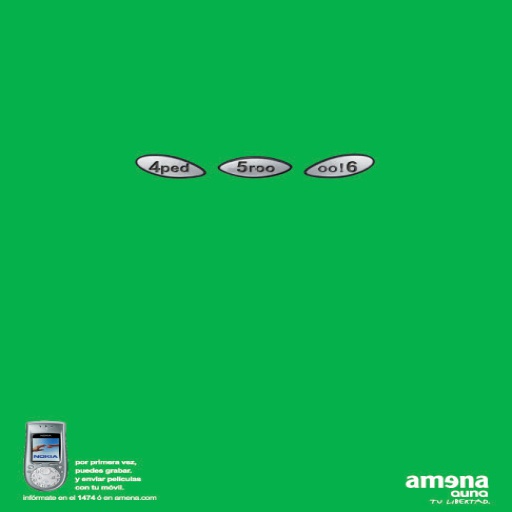 4ped 5roo oo!6
NOKIA
por primera vez,
puedes grabar.
y enviar películas
con tu móvil.
infórmate en el 1474 ó en amena.com
amena
auna
TU LIBERTAD.